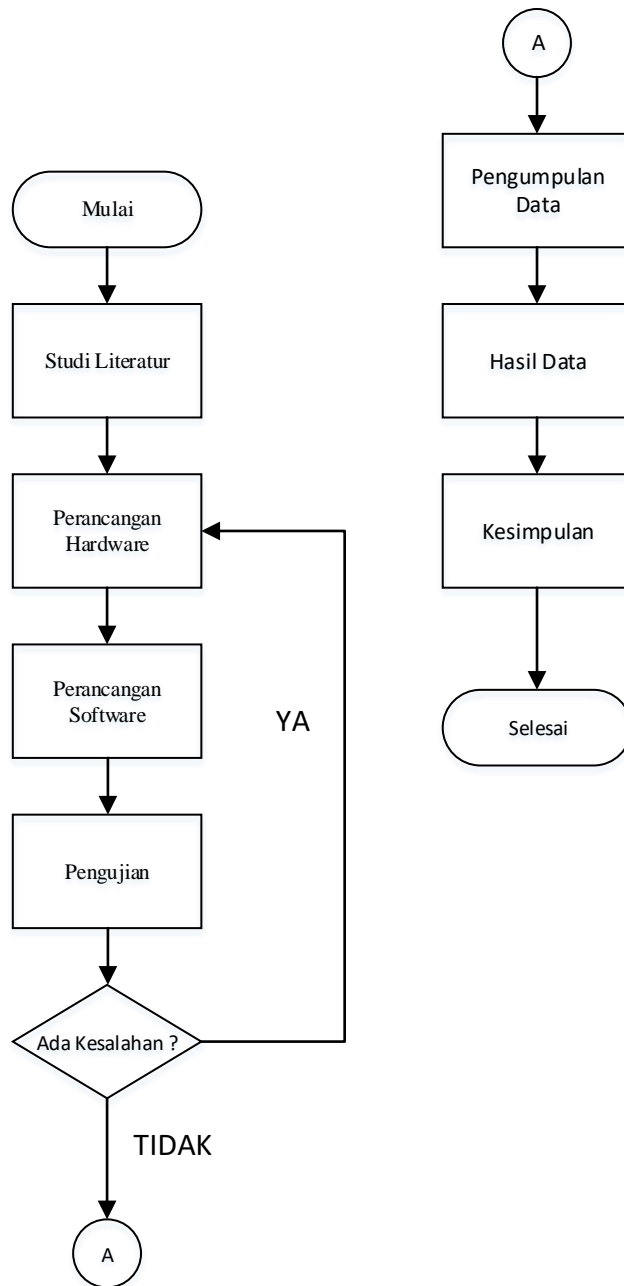 Mulai
Studi Literatur
Perancangan
Hardware
Perancangan
Software
YA
Pengujian
Ada Kesalahan ?
TIDAK
A
A
Pengumpulan
Data
Hasil Data
Kesimpulan
Selesai